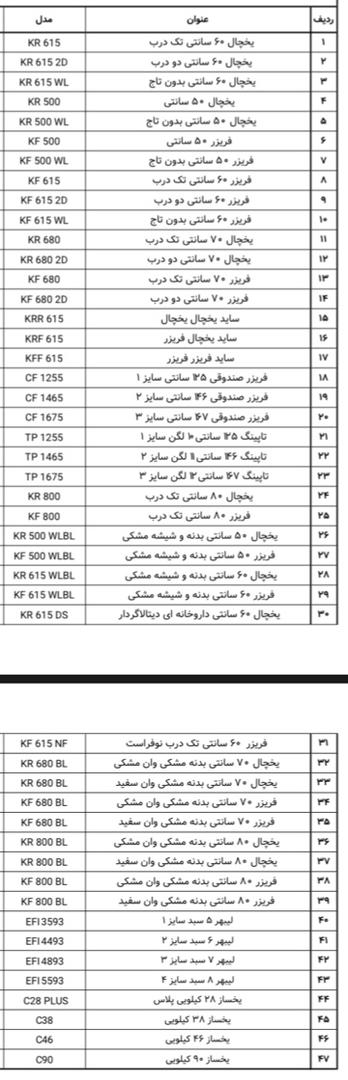 ردیف عنوان مدل
۱ یخچال ۶۰ سانتی تک درب KR 615
۲ یخچال ۶۰ سانتی دو درب KR 615 2D
۳ یخچال ۶۰ سانتی بدون تاج KR 615 WL
۴ یخچال ۵۰ سانتی KR 500
۵ یخچال ۵۰ سانتی بدون تاج KR 500 WL
۶ فریزر ۵۰ سانتی KF 500
۷ فریزر ۵۰ سانتی بدون تاج KF 500 WL
۸ فریزر ۶۰ سانتی تک درب KF 615
۹ فریزر ۶۰ سانتی دو درب KF 615 2D
۱۰ فریزر ۶۰ سانتی بدون تاج KF 615 WL
۱۱ یخچال ۷۰ سانتی تک درب KR 680
۱۲ یخچال ۷۰ سانتی دو درب KR 680 2D
۱۳ فریزر ۷۰ سانتی تک درب KF 680
۱۴ فریزر ۷۰ سانتی دو درب KF 680 2D
۱۵ ساید یخچال یخچال KRR 615
۱۶ ساید یخچال فریزر KRF 615
۱۷ ساید فریزر فریزر KFF 615
۱۸ فریزر صندوقی ۱۲۵ سانتی سایز ۱ CF 1255
۱۹ فریزر صندوقی ۱۴۶ سانتی سایز ۲ CF 1465
۲۰ فریزر صندوقی ۱۶۷ سانتی سایز ۳ CF 1675
۲۱ تاپینگ ۱۲۵ سانتی ۱۰ لگن سایز ۱ TP 1255
۲۲ تاپینگ ۱۴۶ سانتی ۱۱ لگن سایز ۲ TP 1465
۲۳ تاپینگ ۱۶۷ سانتی ۱۲ لگن سایز ۳ TP 1675
۲۴ یخچال ۸۰ سانتی تک درب KR 800
۲۵ فریزر ۸۰ سانتی تک درب KF 800
۲۶ یخچال ۵۰ سانتی بدنه و شیشه مشکی KR 500 WLBL
۲۷ فریزر ۵۰ سانتی بدنه و شیشه مشکی KF 500 WLBL
۲۸ یخچال ۶۰ سانتی بدنه و شیشه مشکی KR 615 WLBL
۲۹ فریزر ۶۰ سانتی بدنه و شیشه مشکی KF 615 WLBL
۳۰ یخچال ۶۰ سانتی داروخانه ای دیتالاگردار KR 615 DS
۳۱ فریزر ۶۰ سانتی تک درب نوفراست KF 615 NF
۳۲ یخچال ۷۰ سانتی بدنه مشکی وان مشکی KR 680 BL
۳۳ یخچال ۷۰ سانتی بدنه مشکی وان سفید KR 680 BL
۳۴ فریزر ۷۰ سانتی بدنه مشکی وان مشکی KF 680 BL
۳۵ فریزر ۷۰ سانتی بدنه مشکی وان سفید KF 680 BL
۳۶ یخچال ۸۰ سانتی بدنه مشکی وان مشکی KR 800 BL
۳۷ یخچال ۸۰ سانتی بدنه مشکی وان سفید KR 800 BL
۳۸ فریزر ۸۰ سانتی بدنه مشکی وان مشکی KF 800 BL
۳۹ فریزر ۸۰ سانتی بدنه مشکی وان سفید KF 800 BL
۴۰ لیبهر ۵ سبد سایز ۱ EFI3593
۴۱ لیبهر ۶ سبد سایز ۲ EFI4493
۴۲ لیبهر ۷ سبد سایز ۳ EFI4893
۴۳ لیبهر ۸ سبد سایز ۴ EFI5593
۴۴ یخساز ۲۸ کیلویی پلاس C28 PLUS
۴۵ یخساز ۳۸ کیلویی C38
۴۶ یخساز ۴۶ کیلویی C46
۴۷ یخساز ۹۰ کیلویی C90